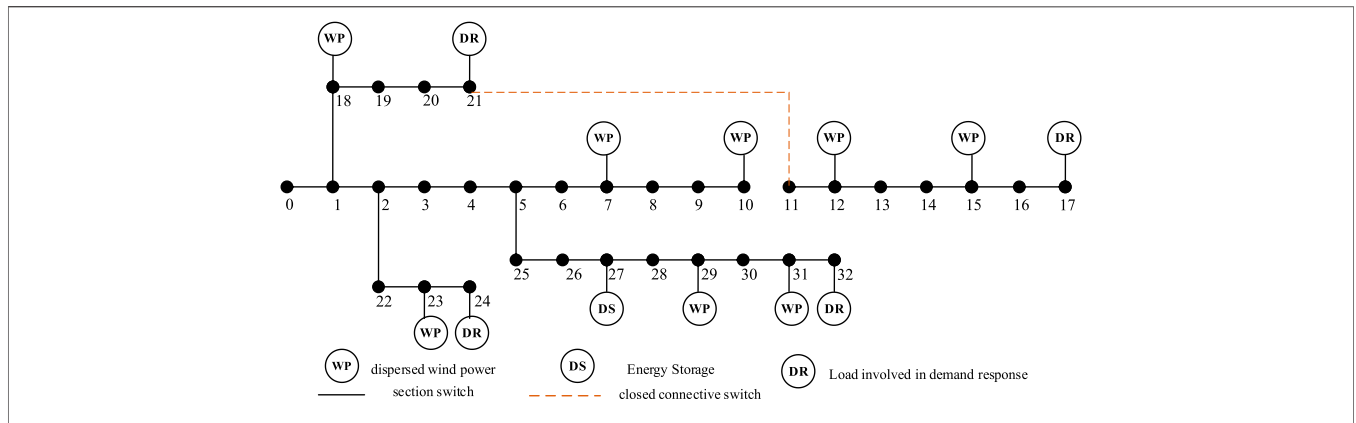 WP DR
18 19 20 21
WP WP WP WP DR
0 1 2 3 4 5 6 7 8 9 10 11 12 13 14 15 16 17
25 26 27 28 29 30 31 32
22 23 24
DS WP WP DR
WP DR
WP dispersed wind power DS Energy Storage DR Load involved in demand response
section switch closed connective switch